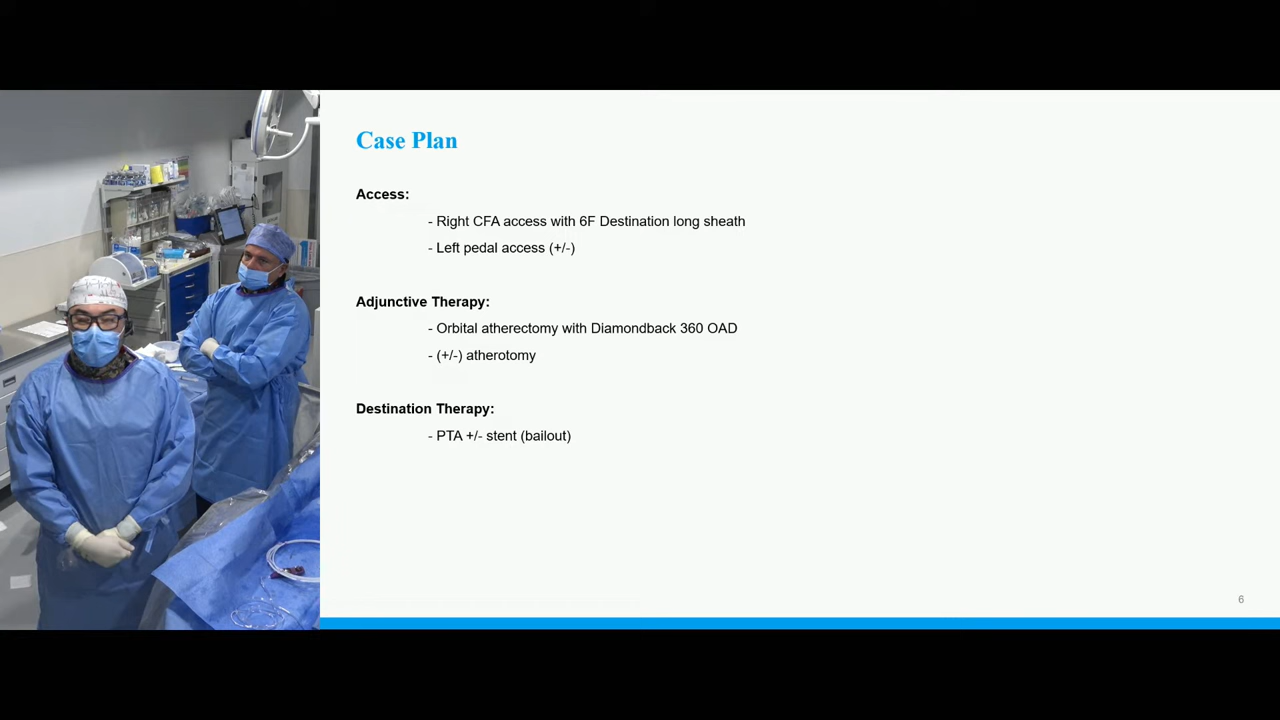 Case Plan
Access:
- Right CFA access with 6F Destination long sheath
- Left pedal access (+/-)
Adjunctive Therapy:
- Orbital atherectomy with Diamondback 360 OAD
- (+/-) atherotomy
Destination Therapy:
- PTA +/- stent (bailout)
6